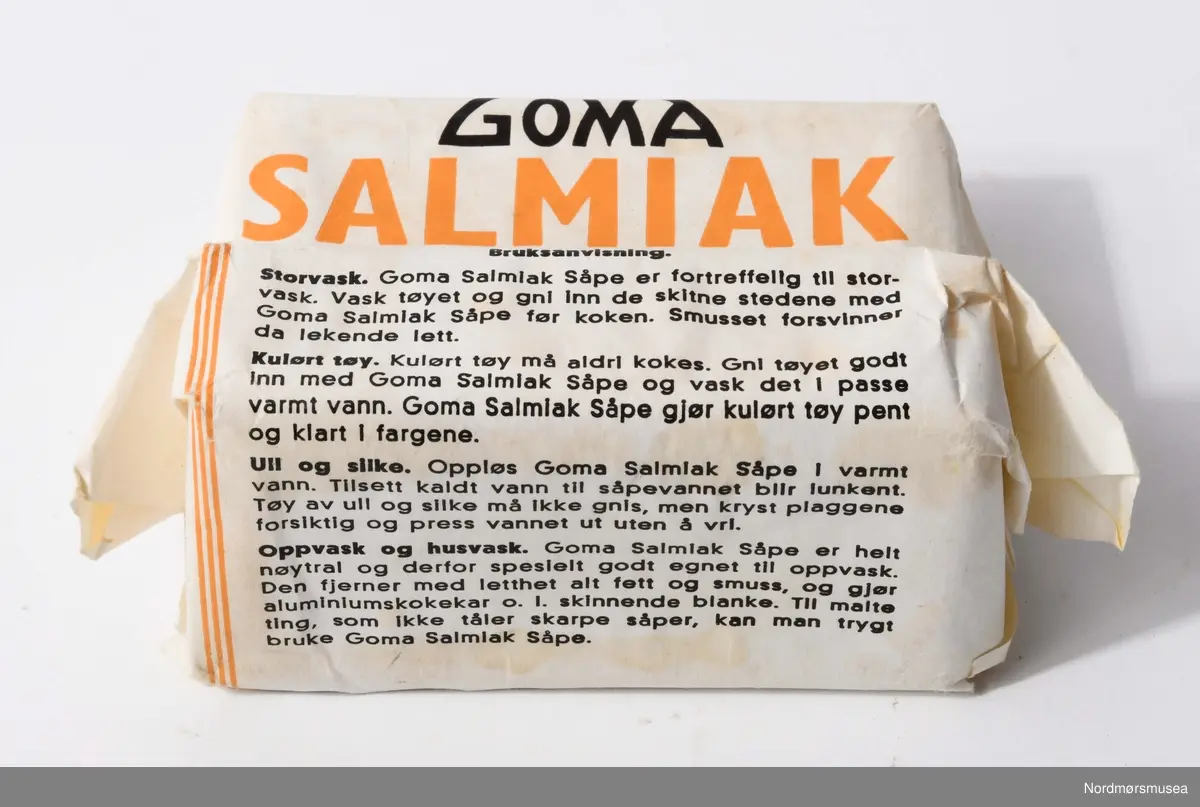 GOMA
SALMIAK
Bruksanvisning.
Storvask. Goma Salmiak Såpe er fortreffelig til stor-
vask. Vask tøyet og gni inn de skitne stedene med
Goma Salmiak Såpe før koken. Smusset forsvinner
da lekende lett.
Kulørt tøy. Kulørt tøy må aldri kokes. Gni tøyet godt
inn med Goma Salmiak Såpe og vask det i passe
varmt vann. Goma Salmiak Såpe gjør kulørt tøy pent
og klart i fargene.
Ull og silke. Oppløs Goma Salmiak Såpe i varmt
vann. Tilsett kaldt vann til såpevannet blir lunkent.
Tøy av ull og silke må ikke gnis, men kryst plaggene
forsiktig og press vannet ut uten å vri.
Oppvask og husvask. Goma Salmiak Såpe er helt
nøytral og derfor spesielt godt egnet til oppvask.
Den fjerner med letthet alt fett og smuss, og gjør
aluminiumskokekar o. l. skinnende blanke. Til malte
ting, som ikke tåler skarpe såper, kan man trygt
bruke Goma Salmiak Såpe.
Nordmørsmusea